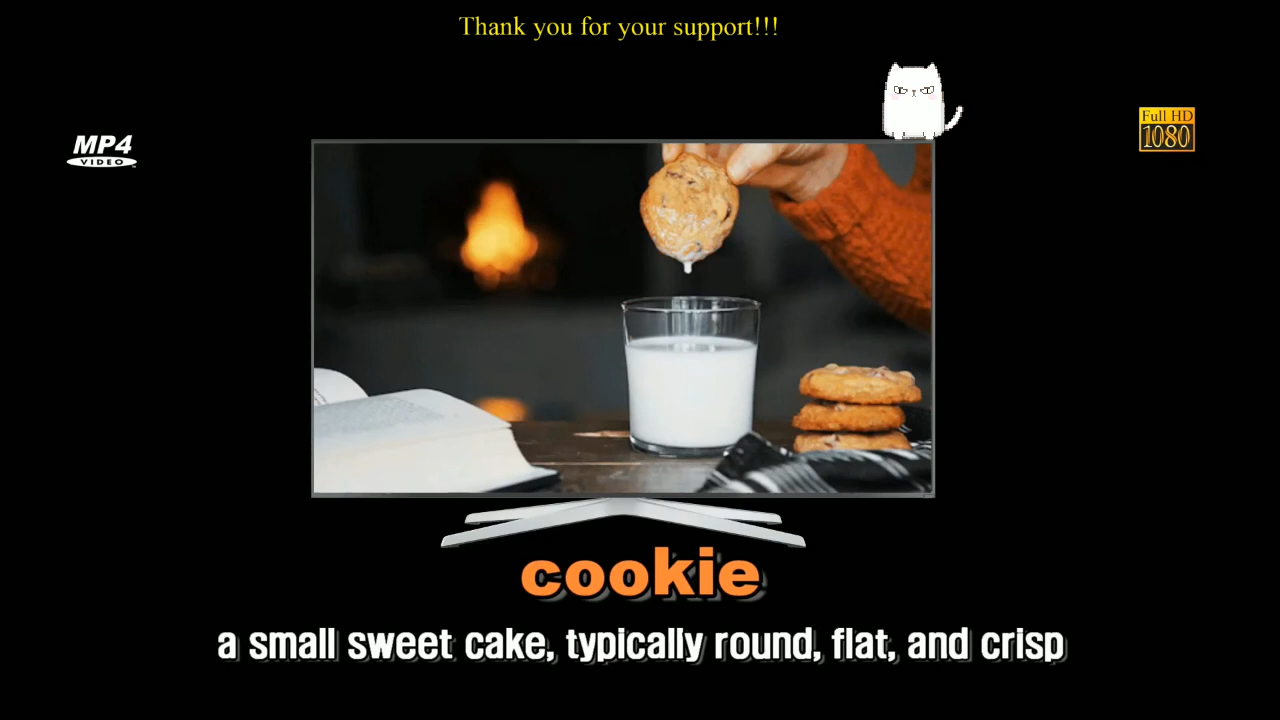 Thank you for your support!!!
MP4
VIDEO
Full HD
1080
cookie
a small sweet cake, typically round, flat, and crisp